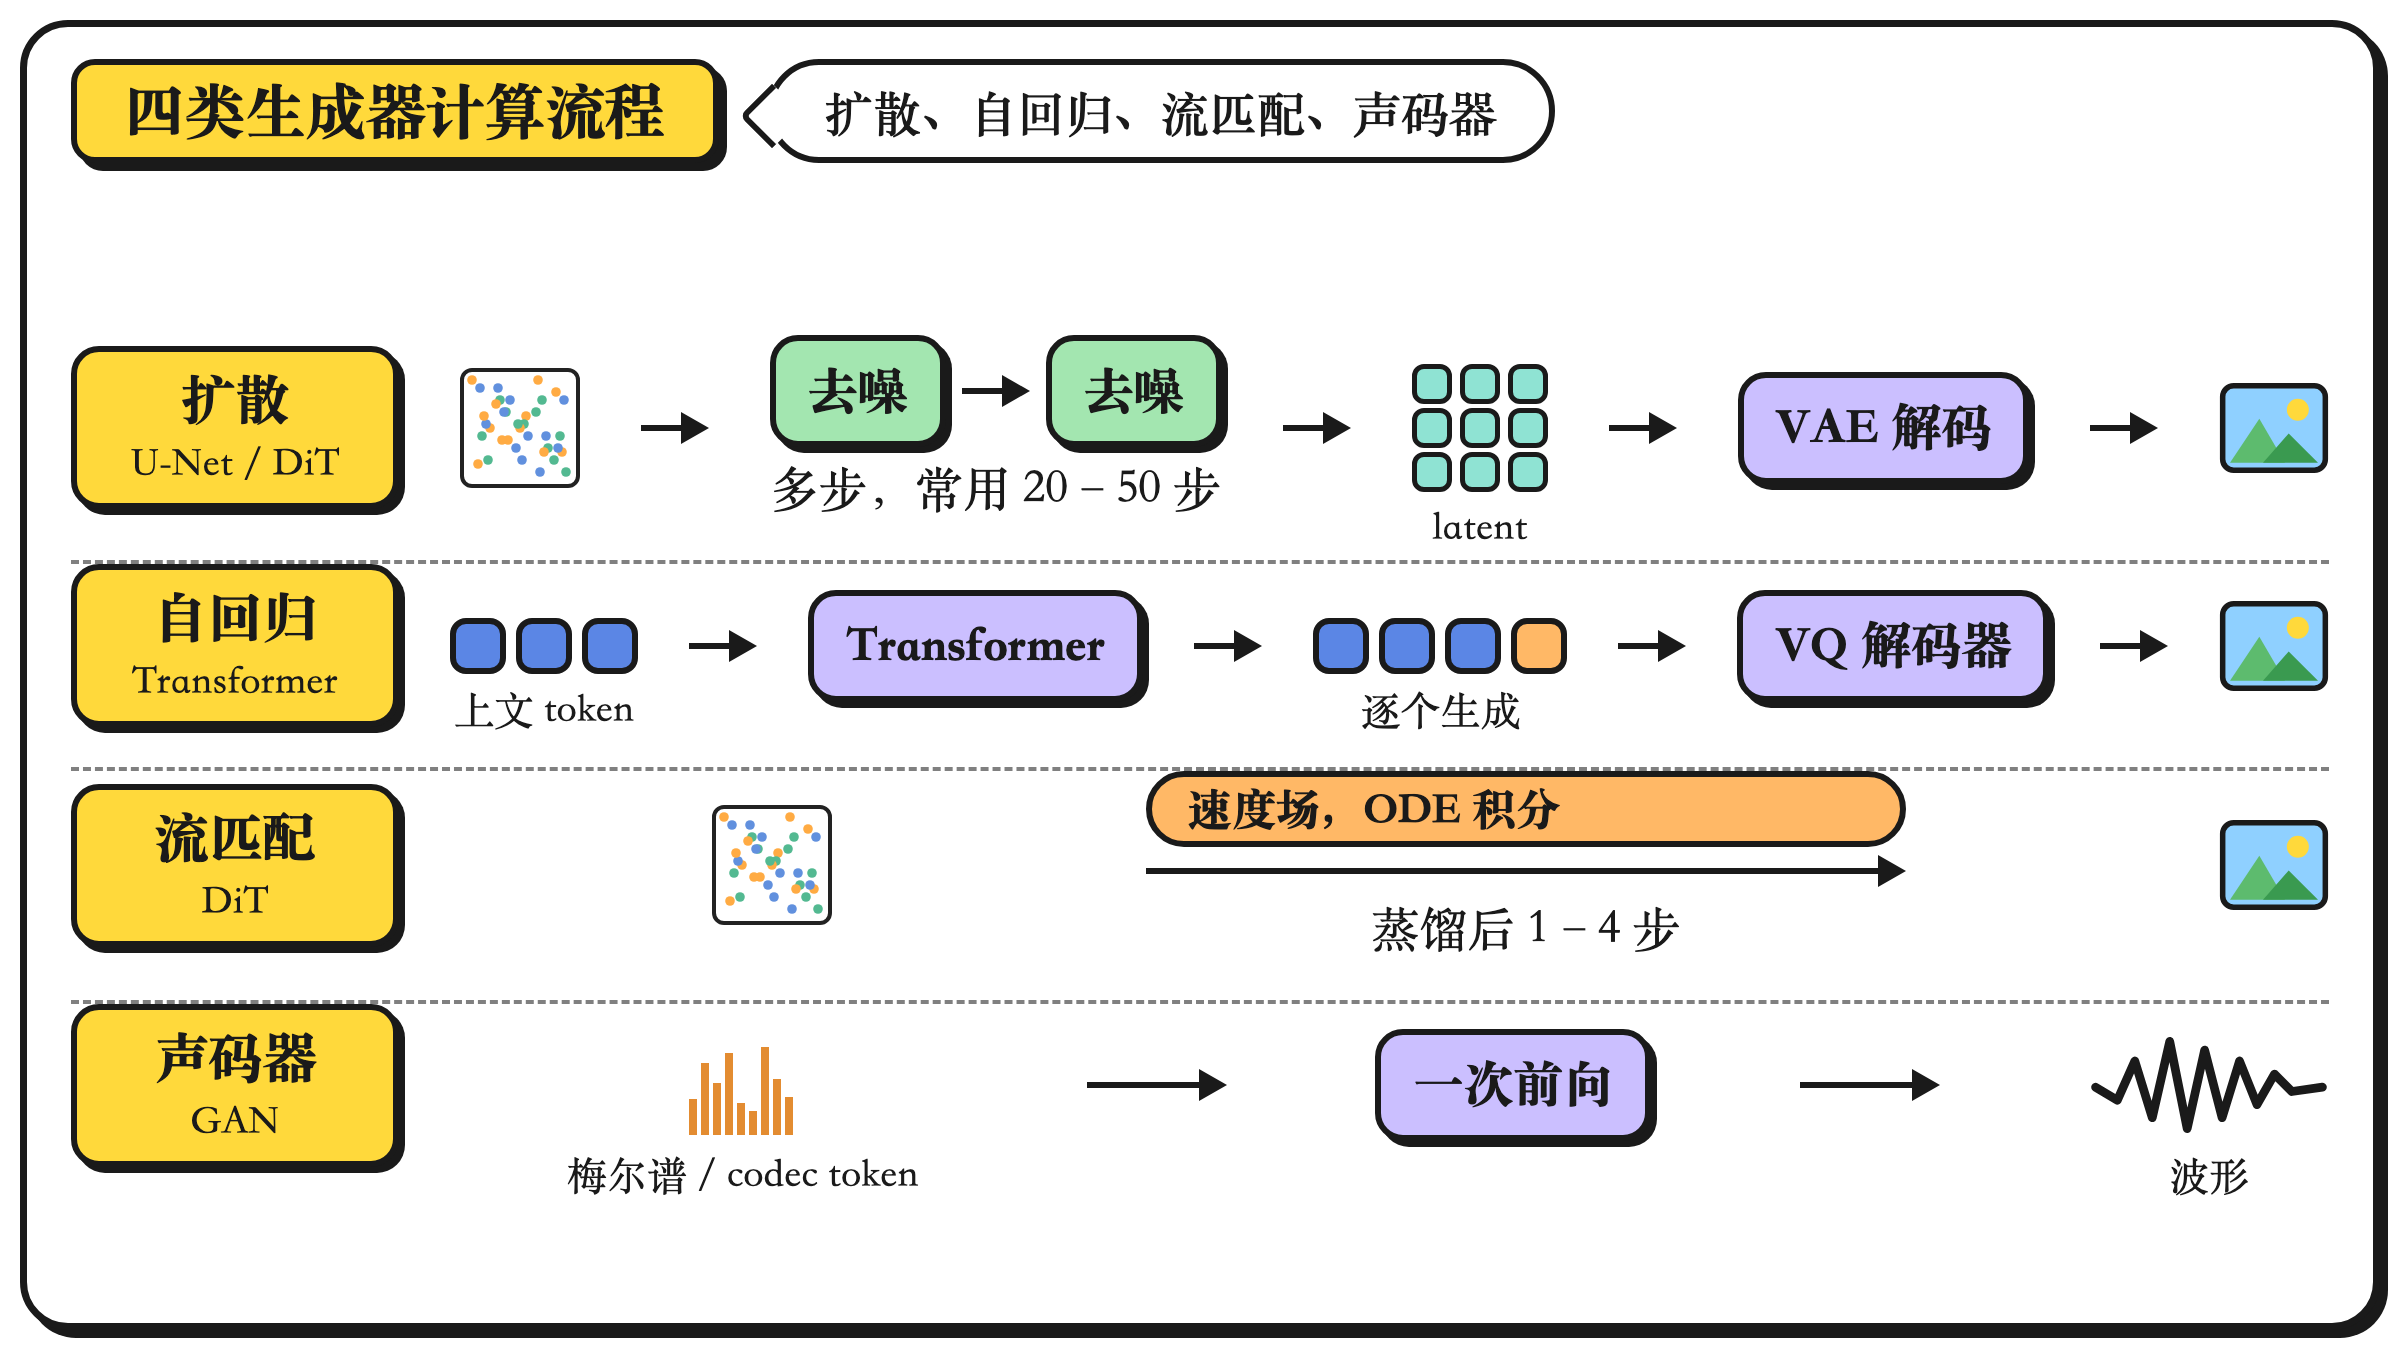 四类生成器计算流程
扩散、自回归、流匹配、声码器
扩散
U-Net / DiT
去噪
去噪
多步，常用 20 – 50 步
latent
VAE 解码
自回归
Transformer
上文 token
Transformer
逐个生成
VQ 解码器
流匹配
DiT
速度场，ODE 积分
蒸馏后 1 – 4 步
声码器
GAN
梅尔谱 / codec token
一次前向
波形